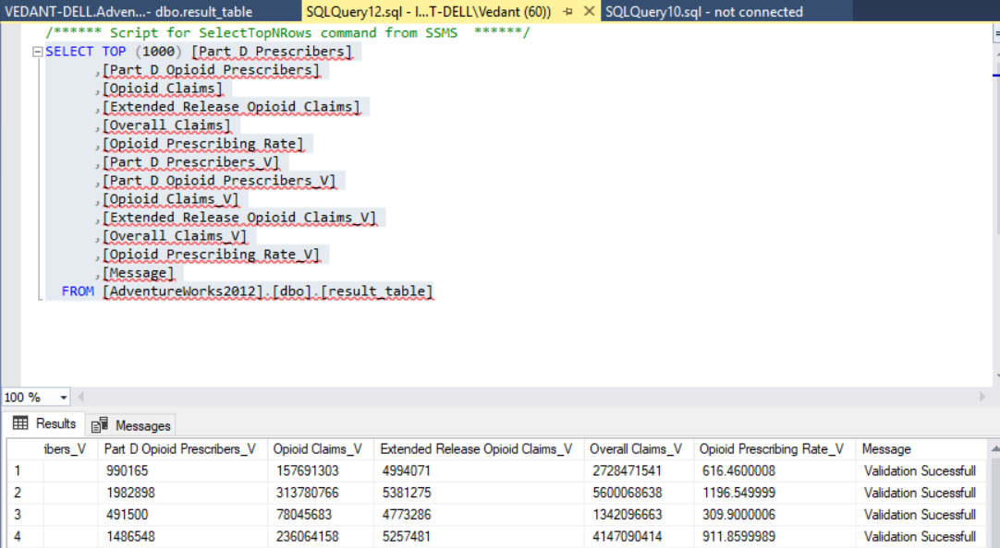 VEDANT-DELL.Adven...- dbo.result_table SQLQuery12.sql - l...T-DELL\Vedant (60)) SQLQuery10.sql - not connected
/****** Script for SelectTopNRows command from SSMS ******/
SELECT TOP (1000) [Part D Prescribers]
,[Part D Opioid Prescribers]
,[Opioid Claims]
,[Extended Release Opioid Claims]
,[Overall Claims]
,[Opioid Prescribing Rate]
,[Part D Prescribers_V]
,[Part D Opioid Prescribers_V]
,[Opioid Claims_V]
,[Extended Release Opioid Claims_V]
,[Overall Claims_V]
,[Opioid Prescribing Rate_V]
,[Message]
FROM [AdventureWorks2012].[dbo].[result_table]
100 %
Results Messages
ibers_V Part D Opioid Prescribers_V Opioid Claims_V Extended Release Opioid Claims_V Overall Claims_V Opioid Prescribing Rate_V Message
1 990165 157691303 4994071 2728471541 616.4600008 Validation Sucessfull
2 1982898 313780766 5381275 5600068638 1196.549999 Validation Sucessfull
3 491500 78045683 4773286 1342096663 309.9000006 Validation Sucessfull
4 1486548 236064158 5257481 4147090414 911.8599989 Validation Sucessfull